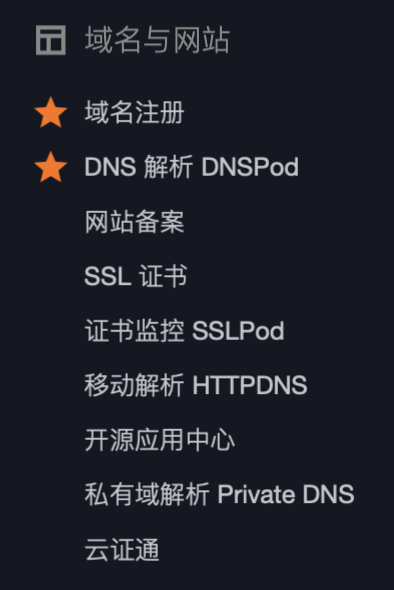 域名与网站
域名注册
DNS 解析 DNSPod
网站备案
SSL 证书
证书监控 SSLPod
移动解析 HTTPDNS
开源应用中心
私有域解析 Private DNS
云证通